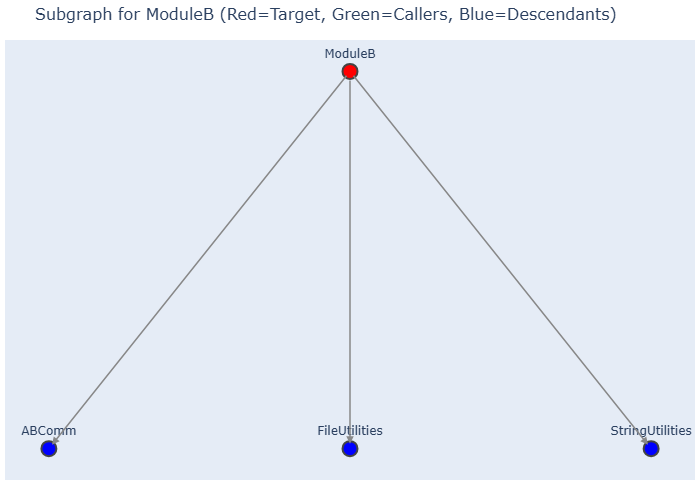 Subgraph for ModuleB (Red=Target, Green=Callers, Blue=Descendants)
ModuleB
ABComm
FileUtilities
StringUtilities